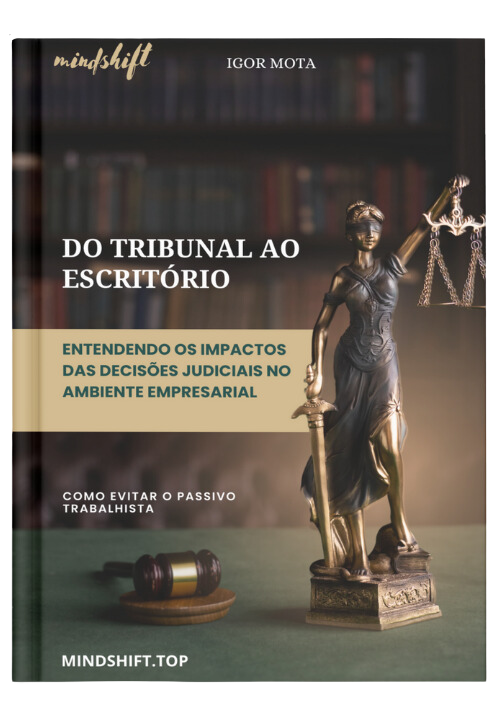 mindshift
IGOR MOTA
DO TRIBUNAL AO
ESCRITÓRIO
ENTENDENDO OS IMPACTOS
DAS DECISÕES JUDICIAIS NO
AMBIENTE EMPRESARIAL
COMO EVITAR O PASSIVO
TRABALHISTA
MINDSHIFT.TOP